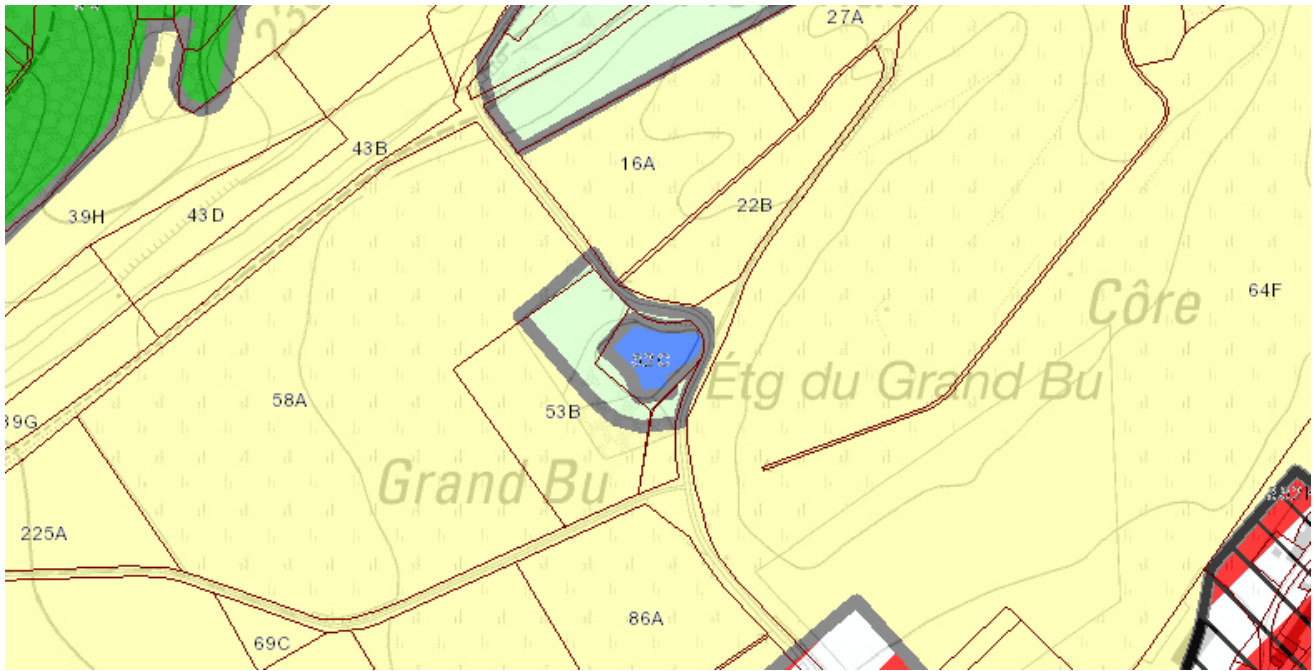 27A
43B
16A
39H
43D
22B
64F
Côre
Étg du Grand Bu
58A
53B
Grand Bu
225A
86A
69C